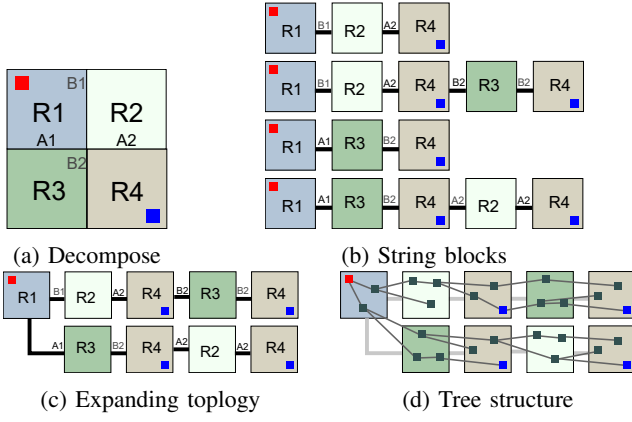 B1
R1 R2
A1 A2
B2
R3 R4
(a) Decompose
R1 B1 R2 A2 R4
R1 B1 R2 A2 R4 B2 R3 B2 R4
R1 A1 R3 B2 R4
R1 A1 R3 B2 R4 A2 R2 A2 R4
(b) String blocks
R1 B1 R2 A2 R4 B2 R3 B2 R4
A1 R3 B2 R4 A2 R2 A2 R4
(c) Expanding toplogy
(d) Tree structure